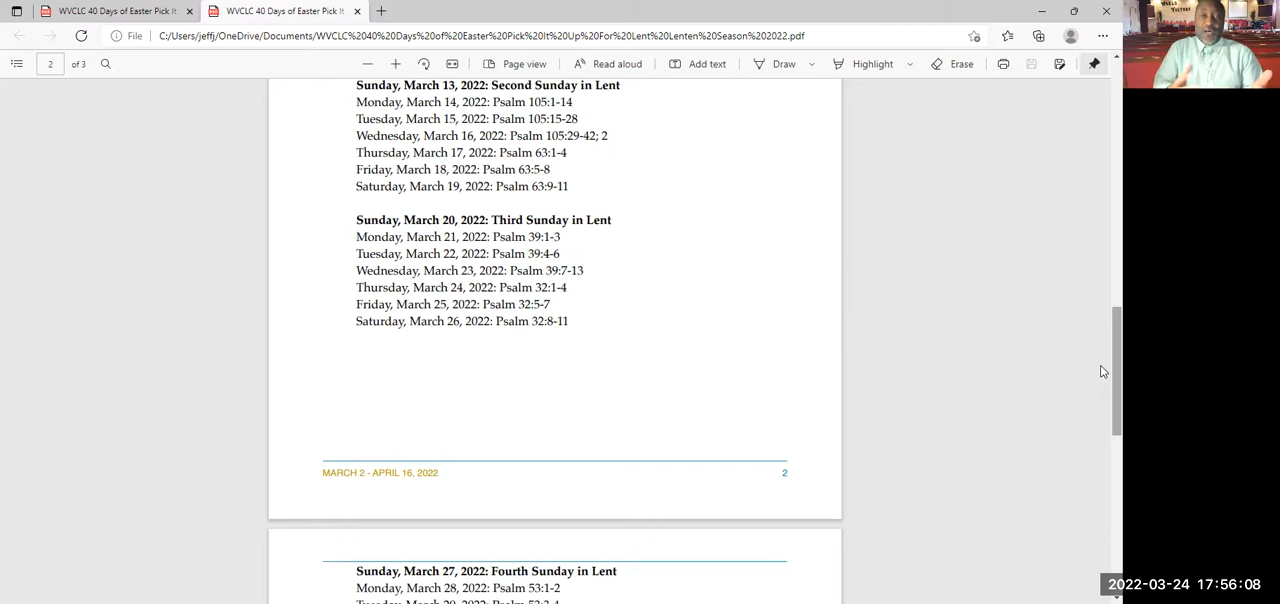 WVCLC 40 Days of Easter Pick It
WVCLC 40 Days of Easter Pick It
File
C:/Users/jeffj/OneDrive/Documents/WVCLC%2040%20Days%20of%20Easter%20Pick%20It%20Up%20For%20Lent%20Lenten%20Season%202022.pdf
2 of 3
Page view
Read aloud
Add text
Draw
Highlight
Erase
Sunday, March 13, 2022: Second Sunday in Lent
Monday, March 14, 2022: Psalm 105:1-14
Tuesday, March 15, 2022: Psalm 105:15-28
Wednesday, March 16, 2022: Psalm 105:29-42; 2
Thursday, March 17, 2022: Psalm 63:1-4
Friday, March 18, 2022: Psalm 63:5-8
Saturday, March 19, 2022: Psalm 63:9-11
Sunday, March 20, 2022: Third Sunday in Lent
Monday, March 21, 2022: Psalm 39:1-3
Tuesday, March 22, 2022: Psalm 39:4-6
Wednesday, March 23, 2022: Psalm 39:7-13
Thursday, March 24, 2022: Psalm 32:1-4
Friday, March 25, 2022: Psalm 32:5-7
Saturday, March 26, 2022: Psalm 32:8-11
MARCH 2 - APRIL 16, 2022
2
Sunday, March 27, 2022: Fourth Sunday in Lent
Monday, March 28, 2022: Psalm 53:1-2
Tuesday, March 29, 2022: Psalm 53:3-4
2022-03-24 17:56:08